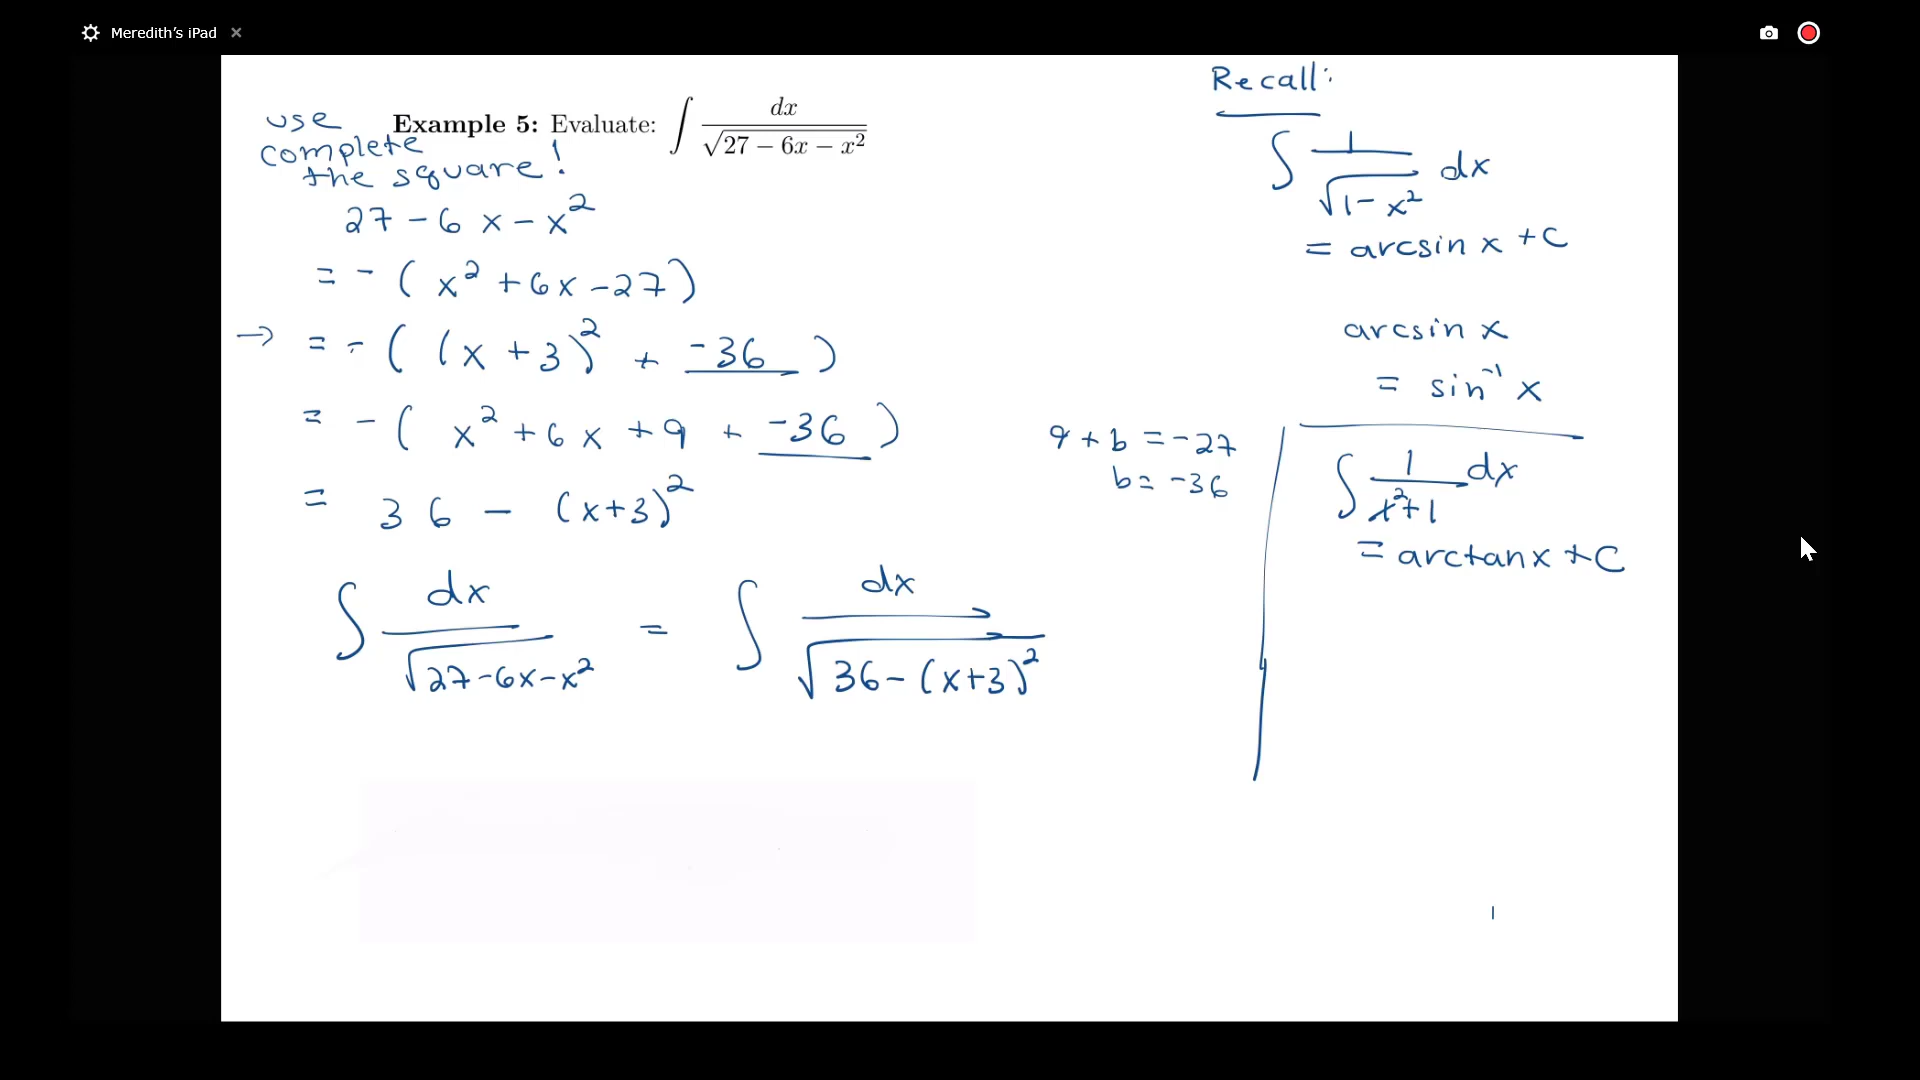 Meredith's iPad ×
Example 5: Evaluate: ∫ dx / √(27 − 6x − x²)
use
complete
the square!
27 − 6x − x²
= − ( x² + 6x − 27 )
→ = − ( (x + 3)² + −36 )
= − ( x² + 6x + 9 + −36 )
9 + b = −27
b = −36
= 36 − (x+3)²
∫ dx / √(27−6x−x²) = ∫ dx / √(36−(x+3)²)
Recall:
∫ 1 / √(1−x²) dx
= arcsin x + C
arcsin x
= sin⁻¹ x
∫ 1 / (x²+1) dx
= arctan x + C
1